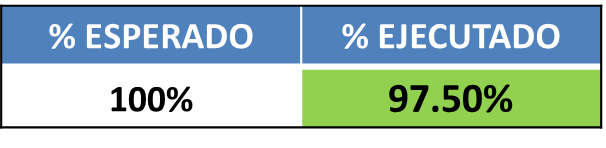 % ESPERADO % EJECUTADO
100% 97.50%